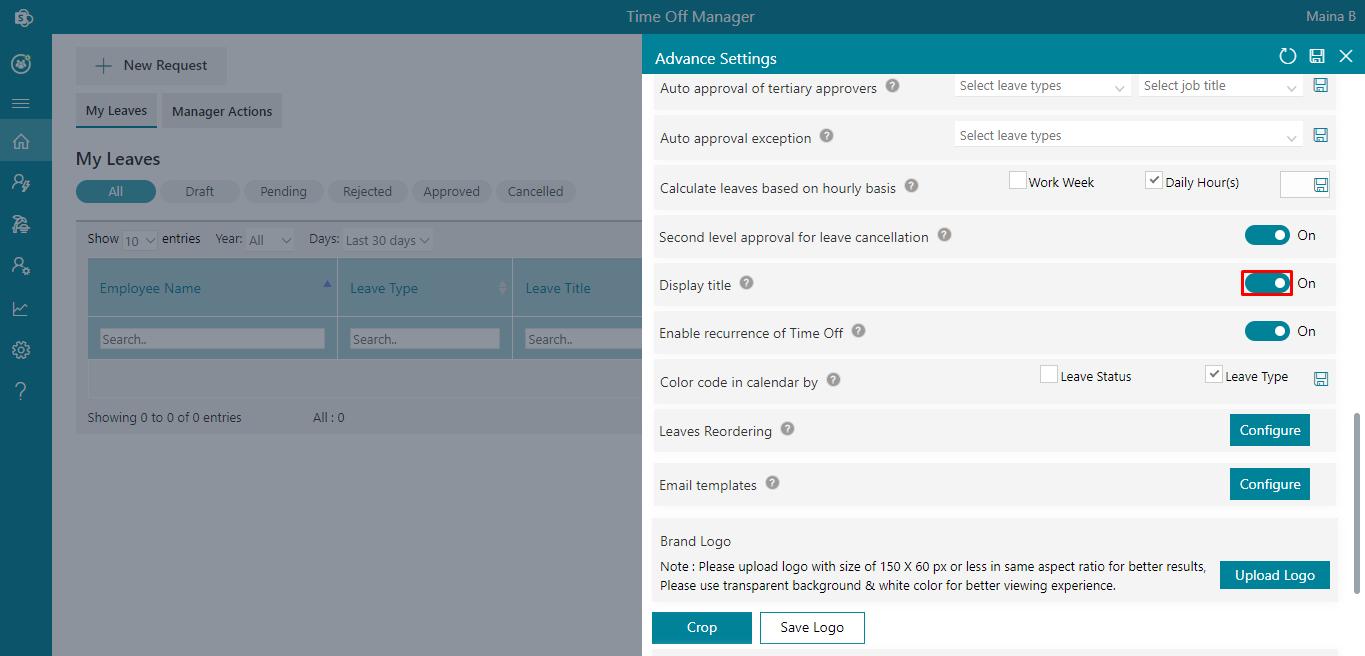 Time Off Manager
Maina B
New Request
My Leaves
Manager Actions
My Leaves
All
Draft
Pending
Rejected
Approved
Cancelled
Show 10 entries
Year: All
Days: Last 30 days
Employee Name
Leave Type
Leave Title
Search..
Search..
Search..
Showing 0 to 0 of 0 entries
All : 0
Advance Settings
Auto approval of tertiary approvers ?
Select leave types
Select job title
Auto approval exception ?
Select leave types
Calculate leaves based on hourly basis ?
Work Week
Daily Hour(s)
Second level approval for leave cancellation ?
On
Display title ?
On
Enable recurrence of Time Off ?
On
Color code in calendar by ?
Leave Status
Leave Type
Leaves Reordering ?
Configure
Email templates ?
Configure
Brand Logo
Note : Please upload logo with size of 150 X 60 px or less in same aspect ratio for better results,
Please use transparent background & white color for better viewing experience.
Upload Logo
Crop
Save Logo